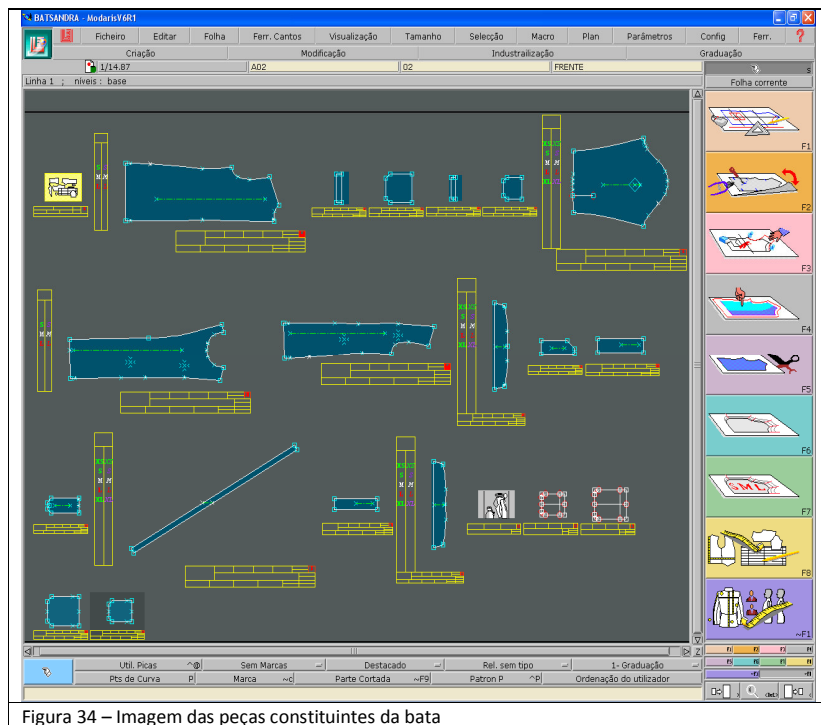 BATSANDRA - ModarisV6R1
Ficheiro Editar Folha Ferr. Cantos Visualização Tamanho Selecção Macro Plan Parámetros Config Ferr. ?
Criação Modificação Industrailização Graduação
1/14.87 A02 02 FRENTE s
Linha 1 ; níveis : base Folha corrente
F1
F2
F3
F4
F5
F6
SML
F7
F8
~F1
Z
Util. Picas ^@ Sem Marcas Destacado Rel. sem tipo 1- Graduação
Pts de Curva P Marca ~c Parte Cortada ~F9 Patron P ^P Ordenação do utilizador
Figura 34 – Imagem das peças constituintes da bata